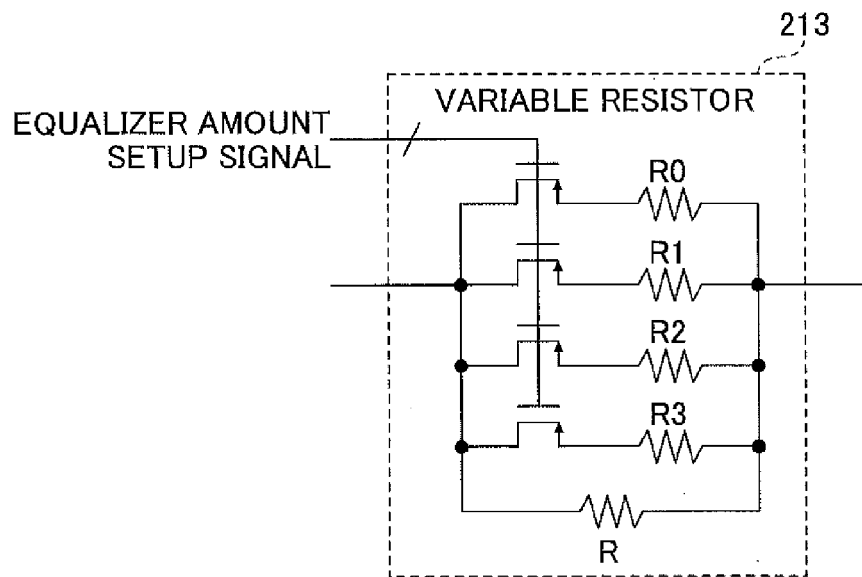 213
VARIABLE RESISTOR
EQUALIZER AMOUNT
SETUP SIGNAL
R0
R1
R2
R3
R